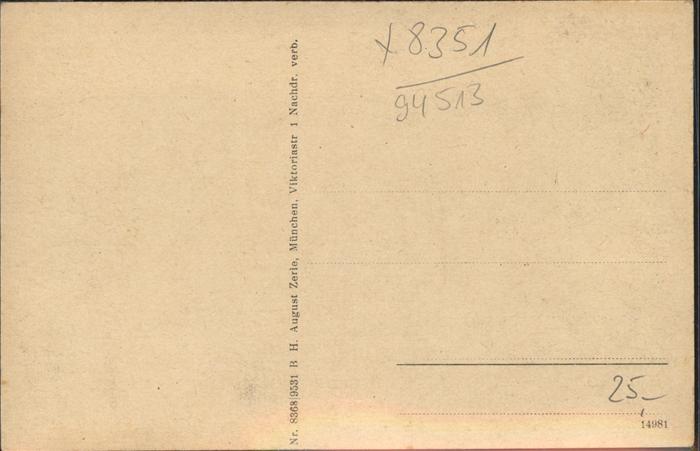 x 8351
94513
Nr. 8368|9531 B H. August Zerle, München, Viktoriastr 1 Nachdr. verb.
25,-
14981